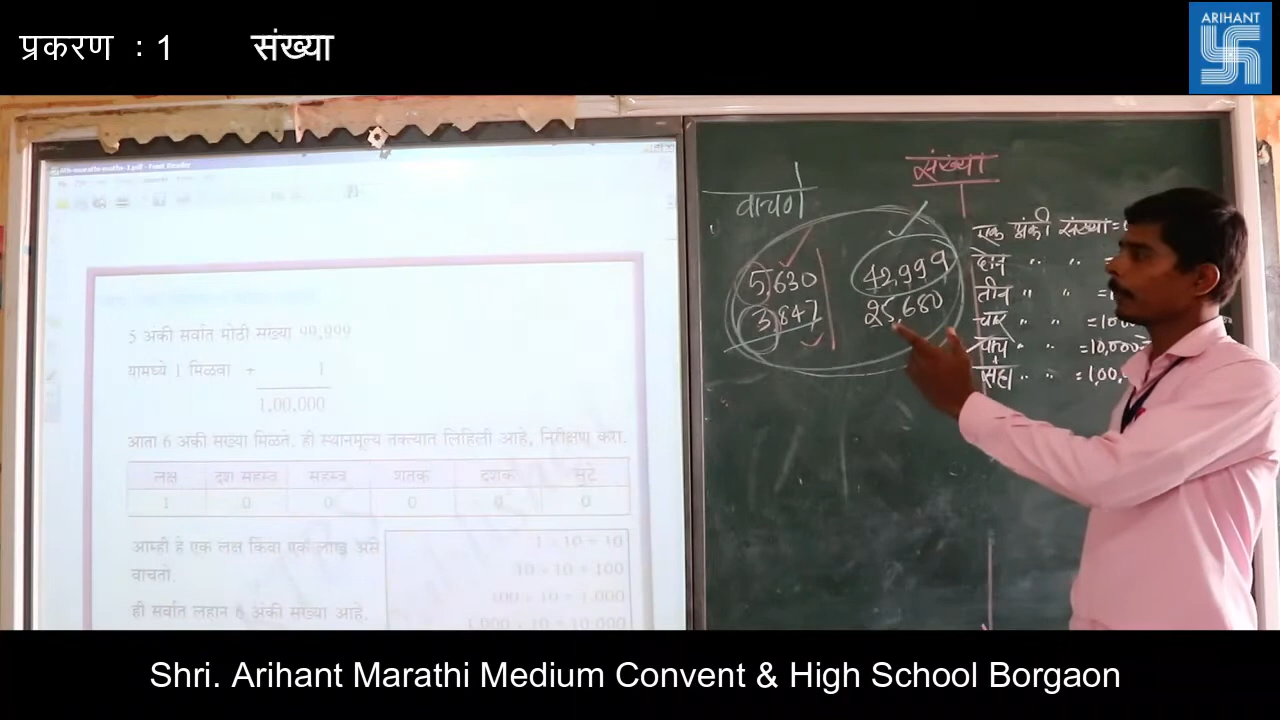 प्रकरण : 1 संख्या
ARIHANT
5 अंकी सर्वात मोठी संख्या 99,999
यामध्ये 1 मिळवा + 1
1,00,000
आता 6 अंकी संख्या मिळते. ही स्थानमूल्य तक्त्यात लिहिली आहे, निरीक्षण करा.
लक्ष दश सहस्त्र सहस्त्र शतक दशक सुटे
1 0 0 0 0 0
आम्ही हे एक लक्ष किंवा एक लाख असे
वाचतो.
ही सर्वात लहान 6 अंकी संख्या आहे.
1 × 10 = 10
10 × 10 = 100
100 × 10 = 1,000
1,000 × 10 = 10,000
संख्या
वाचणे
5,630 42,999
3,847 25,680
एक अंकी संख्या =
दोन " " =
तीन " " =
चार " " =
पाच " " =10,000
सहा " "
Shri. Arihant Marathi Medium Convent & High School Borgaon